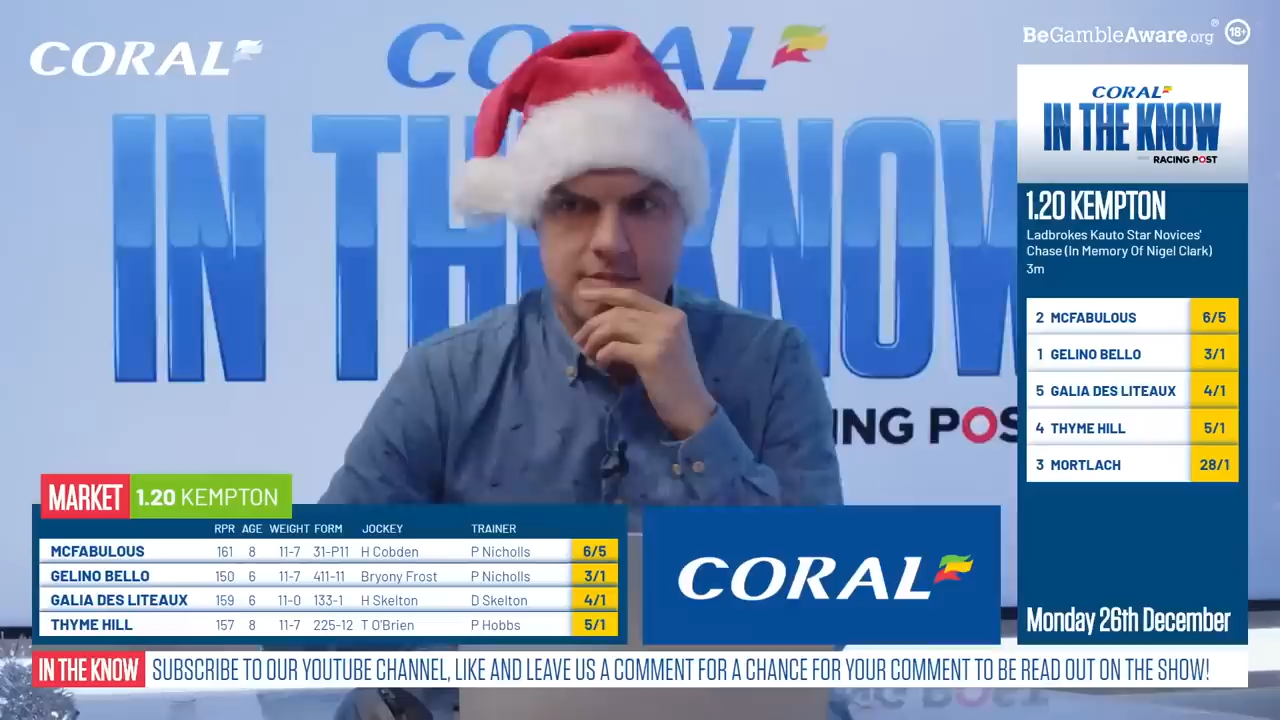 CORAL
CORAL
IN THE KNOW
ING POS
BeGambleAware.org® 18+
CORAL
IN THE KNOW
RACING POST
1.20 KEMPTON
Ladbrokes Kauto Star Novices'
Chase (In Memory Of Nigel Clark)
3m
2 MCFABULOUS 6/5
1 GELINO BELLO 3/1
5 GALIA DES LITEAUX 4/1
4 THYME HILL 5/1
3 MORTLACH 28/1
Monday 26th December
MARKET 1.20 KEMPTON
RPR AGE WEIGHT FORM JOCKEY TRAINER
MCFABULOUS 161 8 11-7 31-P11 H Cobden P Nicholls 6/5
GELINO BELLO 150 6 11-7 411-11 Bryony Frost P Nicholls 3/1
GALIA DES LITEAUX 159 6 11-0 133-1 H Skelton D Skelton 4/1
THYME HILL 157 8 11-7 225-12 T O'Brien P Hobbs 5/1
CORAL
IN THE KNOW SUBSCRIBE TO OUR YOUTUBE CHANNEL, LIKE AND LEAVE US A COMMENT FOR A CHANCE FOR YOUR COMMENT TO BE READ OUT ON THE SHOW!